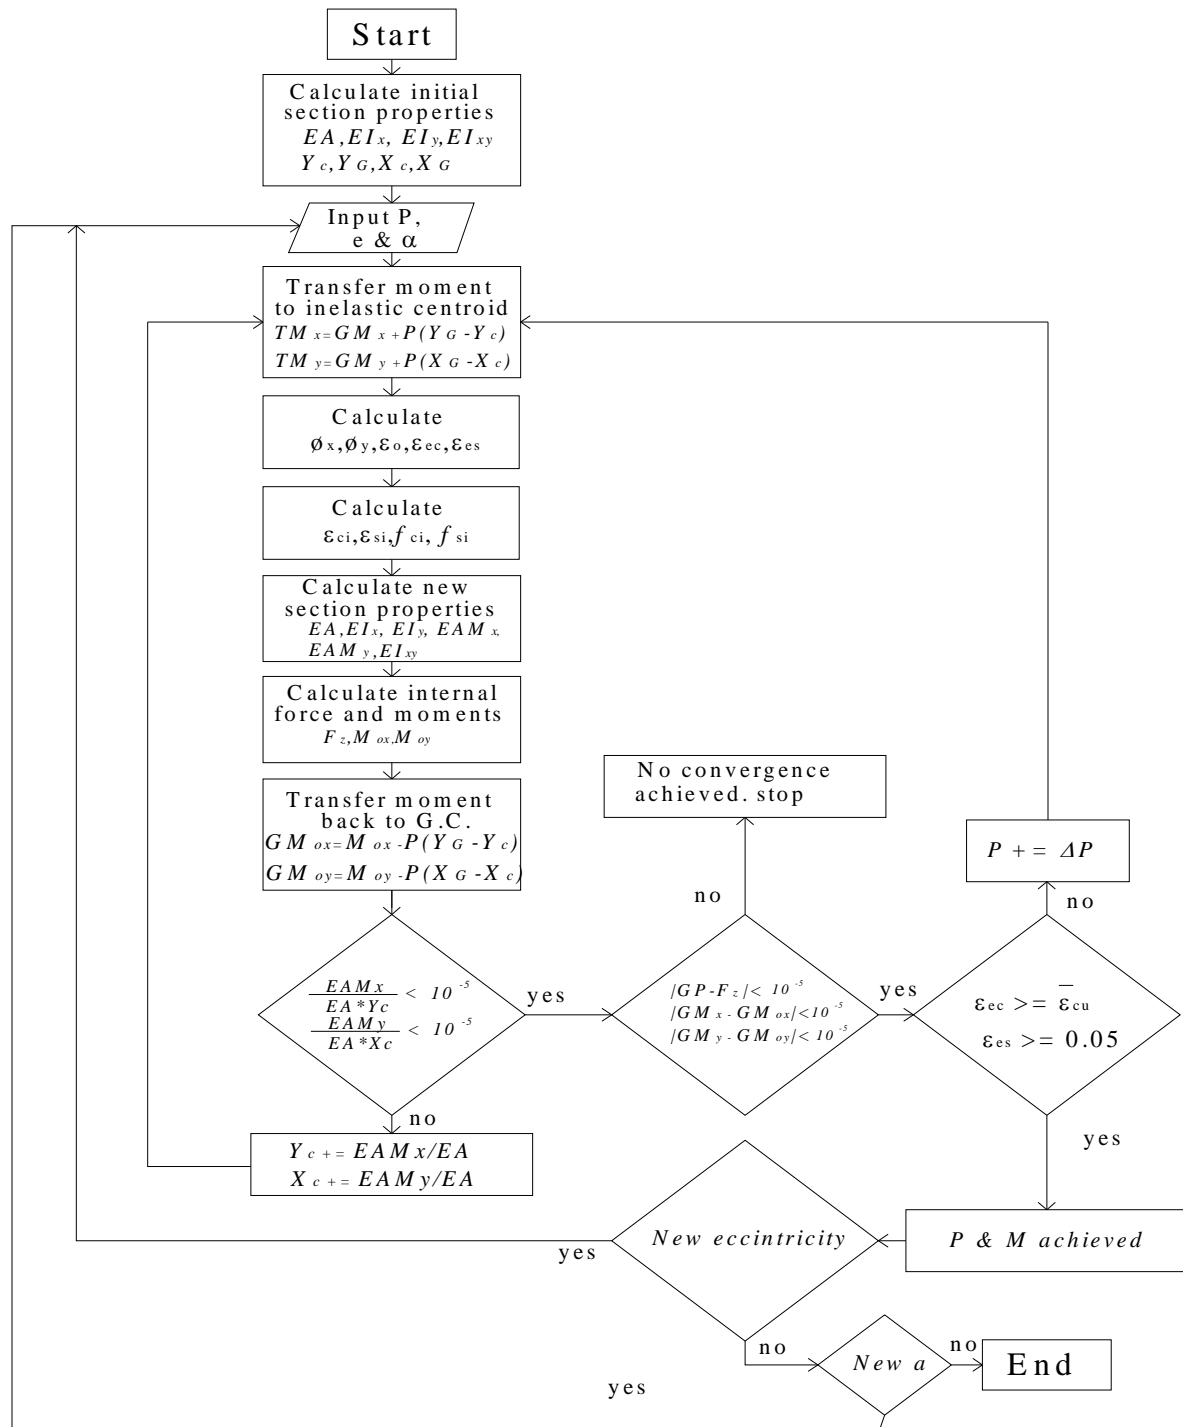 Start
Calculate initial
section properties
EA,EIx, EIy,EIxy
Yc,YG,Xc,XG
Input P,
e & α
Transfer moment
to inelastic centroid
TMx=GMx+P(YG-Yc)
TMy=GMy+P(XG-Xc)
Calculate
øx,øy,εo,εec,εes
Calculate
εci,εsi,fci, fsi
Calculate new
section properties
EA,EIx, EIy, EAMx,
EAMy,EIxy
Calculate internal
force and moments
Fz,Mox,Moy
Transfer moment
back to G.C.
GMox=Mox-P(YG-Yc)
GMoy=Moy-P(XG-Xc)
EAMx/EA*Yc < 10^-5
EAMy/EA*Xc < 10^-5
yes
no
Yc+=EAMx/EA
Xc+=EAMy/EA
No convergence
achieved. stop
no
|GP-Fz|< 10^-5
|GMx-GMox|<10^-5
|GMy-GMoy|<10^-5
yes
P += ΔP
no
εec >= ε̅cu
εes >= 0.05
yes
P & M achieved
New eccintricity
yes
no
New a
no
End
yes